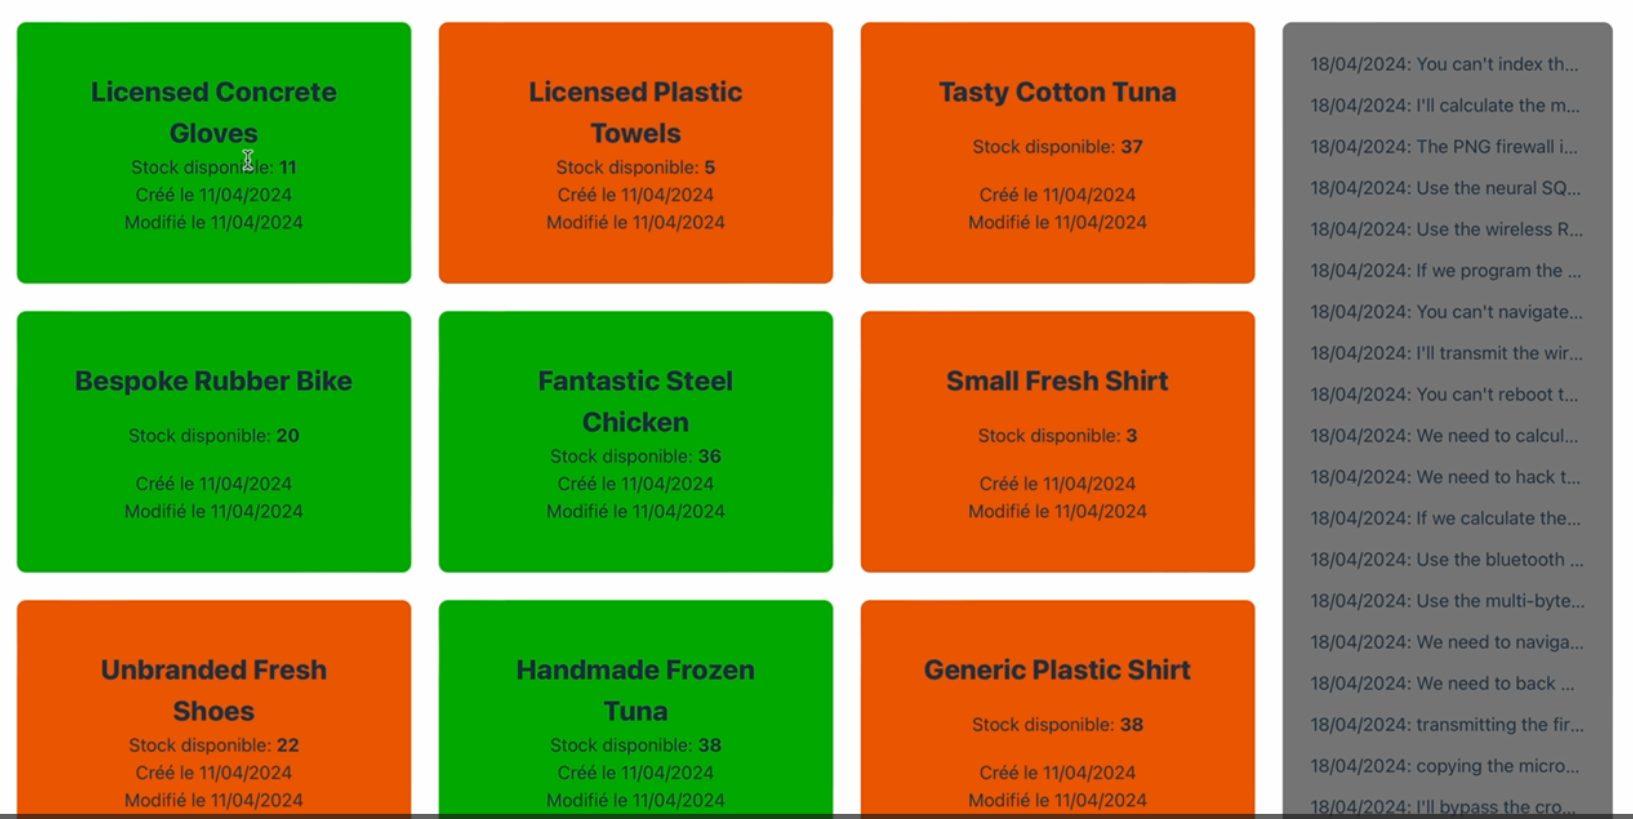 Licensed Concrete
Gloves
Stock disponible: 11
Créé le 11/04/2024
Modifié le 11/04/2024
Licensed Plastic
Towels
Stock disponible: 5
Créé le 11/04/2024
Modifié le 11/04/2024
Tasty Cotton Tuna
Stock disponible: 37
Créé le 11/04/2024
Modifié le 11/04/2024
Bespoke Rubber Bike
Stock disponible: 20
Créé le 11/04/2024
Modifié le 11/04/2024
Fantastic Steel
Chicken
Stock disponible: 36
Créé le 11/04/2024
Modifié le 11/04/2024
Small Fresh Shirt
Stock disponible: 3
Créé le 11/04/2024
Modifié le 11/04/2024
Unbranded Fresh
Shoes
Stock disponible: 22
Créé le 11/04/2024
Modifié le 11/04/2024
Handmade Frozen
Tuna
Stock disponible: 38
Créé le 11/04/2024
Modifié le 11/04/2024
Generic Plastic Shirt
Stock disponible: 38
Créé le 11/04/2024
Modifié le 11/04/2024
18/04/2024: You can't index th...
18/04/2024: I'll calculate the m...
18/04/2024: The PNG firewall i...
18/04/2024: Use the neural SQ...
18/04/2024: Use the wireless R...
18/04/2024: If we program the ...
18/04/2024: You can't navigate...
18/04/2024: I'll transmit the wir...
18/04/2024: You can't reboot t...
18/04/2024: We need to calcul...
18/04/2024: We need to hack t...
18/04/2024: If we calculate the...
18/04/2024: Use the bluetooth ...
18/04/2024: Use the multi-byte...
18/04/2024: We need to naviga...
18/04/2024: We need to back ...
18/04/2024: transmitting the fir...
18/04/2024: copying the micro...
18/04/2024: I'll bypass the cro...